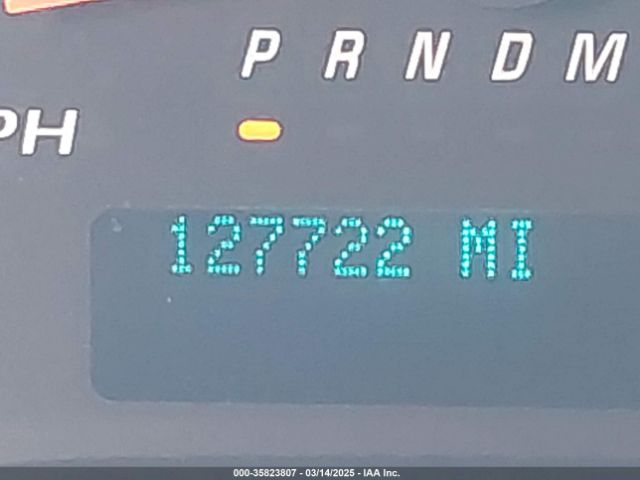 P R N D M
PH
127722 MI
000-35823807 - 03/14/2025 - IAA Inc.